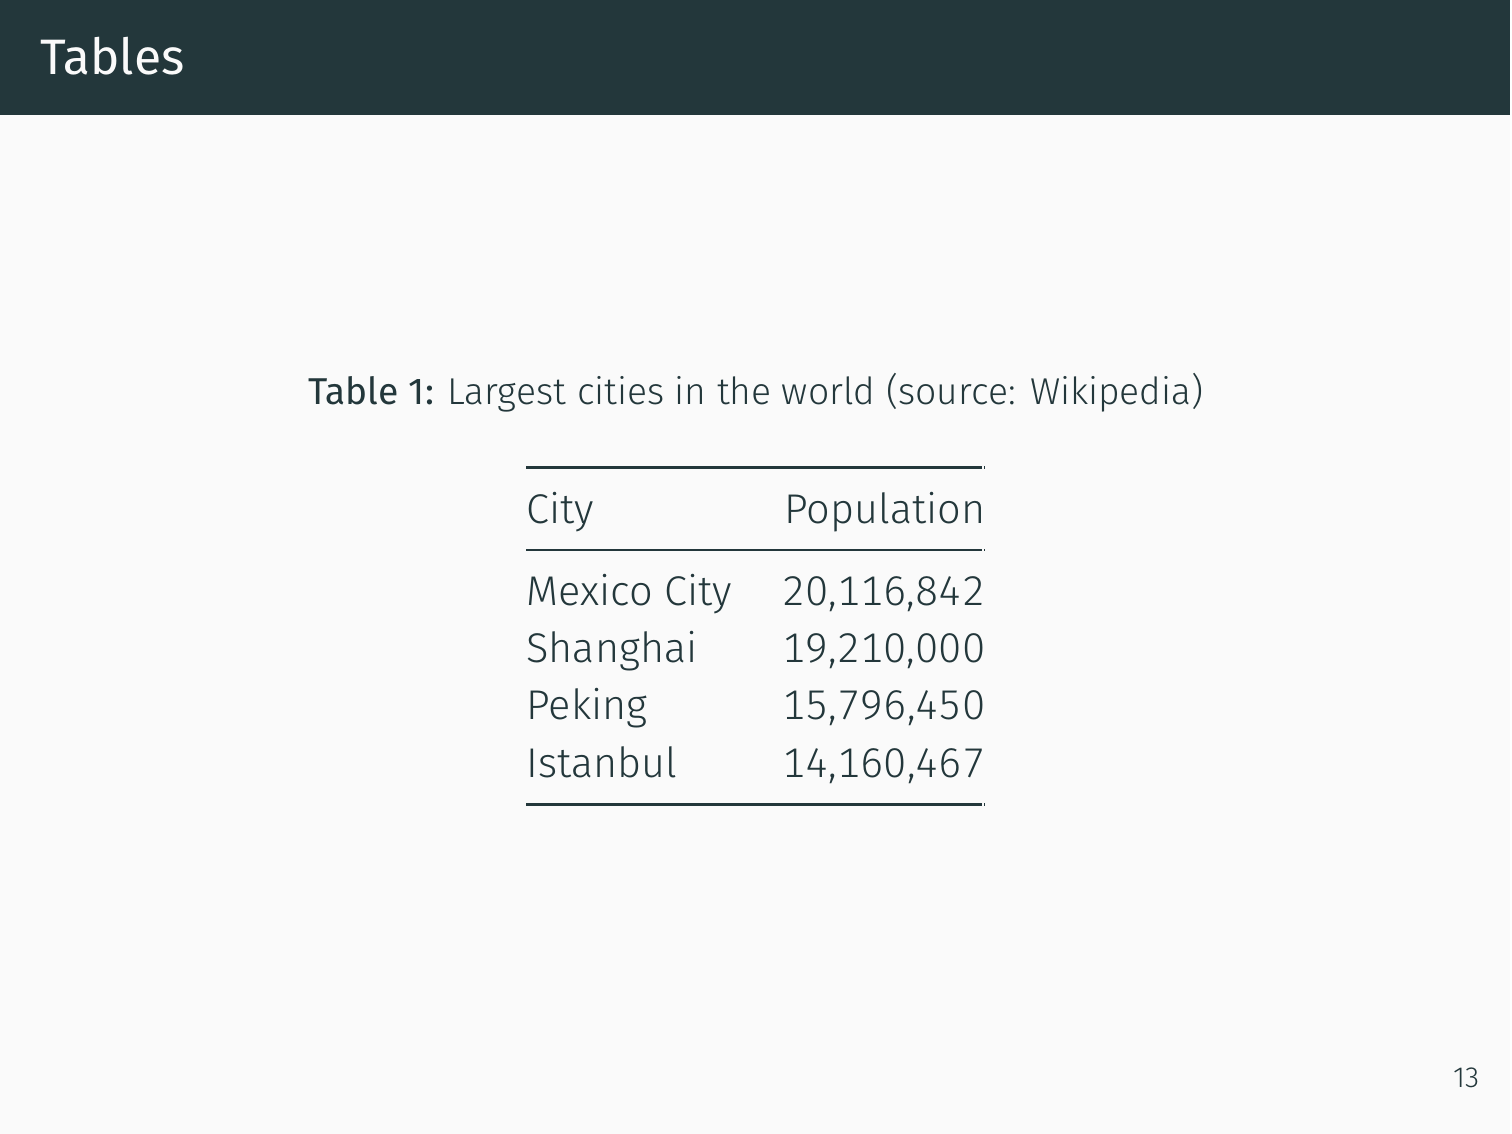 Tables
Table 1: Largest cities in the world (source: Wikipedia)
City Population
Mexico City 20,116,842
Shanghai 19,210,000
Peking 15,796,450
Istanbul 14,160,467
13